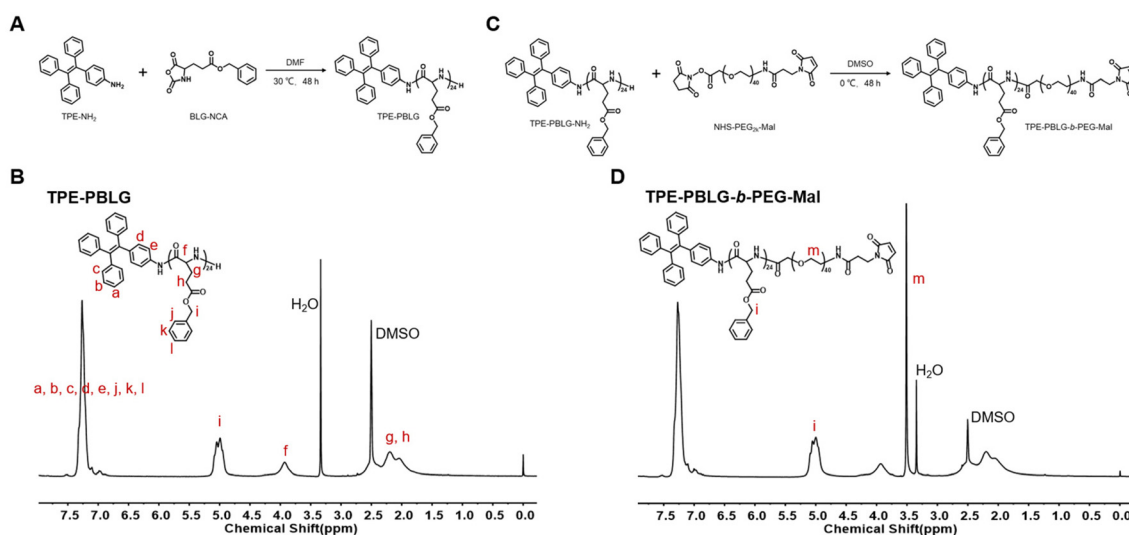 A
TPE-NH2
+
BLG-NCA
DMF
30 ℃, 48 h
TPE-PBLG
C
TPE-PBLG-NH2
+
DMSO
0 ℃, 48 h
TPE-PBLG-b-PEG-Mal
B
TPE-PBLG
a, b, c, d, e, j, k, l
i
f
H2O
DMSO
g, h
7.5 7.0 6.5 6.0 5.5 5.0 4.5 4.0 3.5 3.0 2.5 2.0 1.5 1.0 0.5 0.0
Chemical Shift(ppm)
D
TPE-PBLG-b-PEG-Mal
i
m
H2O
DMSO
7.5 7.0 6.5 6.0 5.5 5.0 4.5 4.0 3.5 3.0 2.5 2.0 1.5 1.0 0.5 0.0
Chemical Shift(ppm)